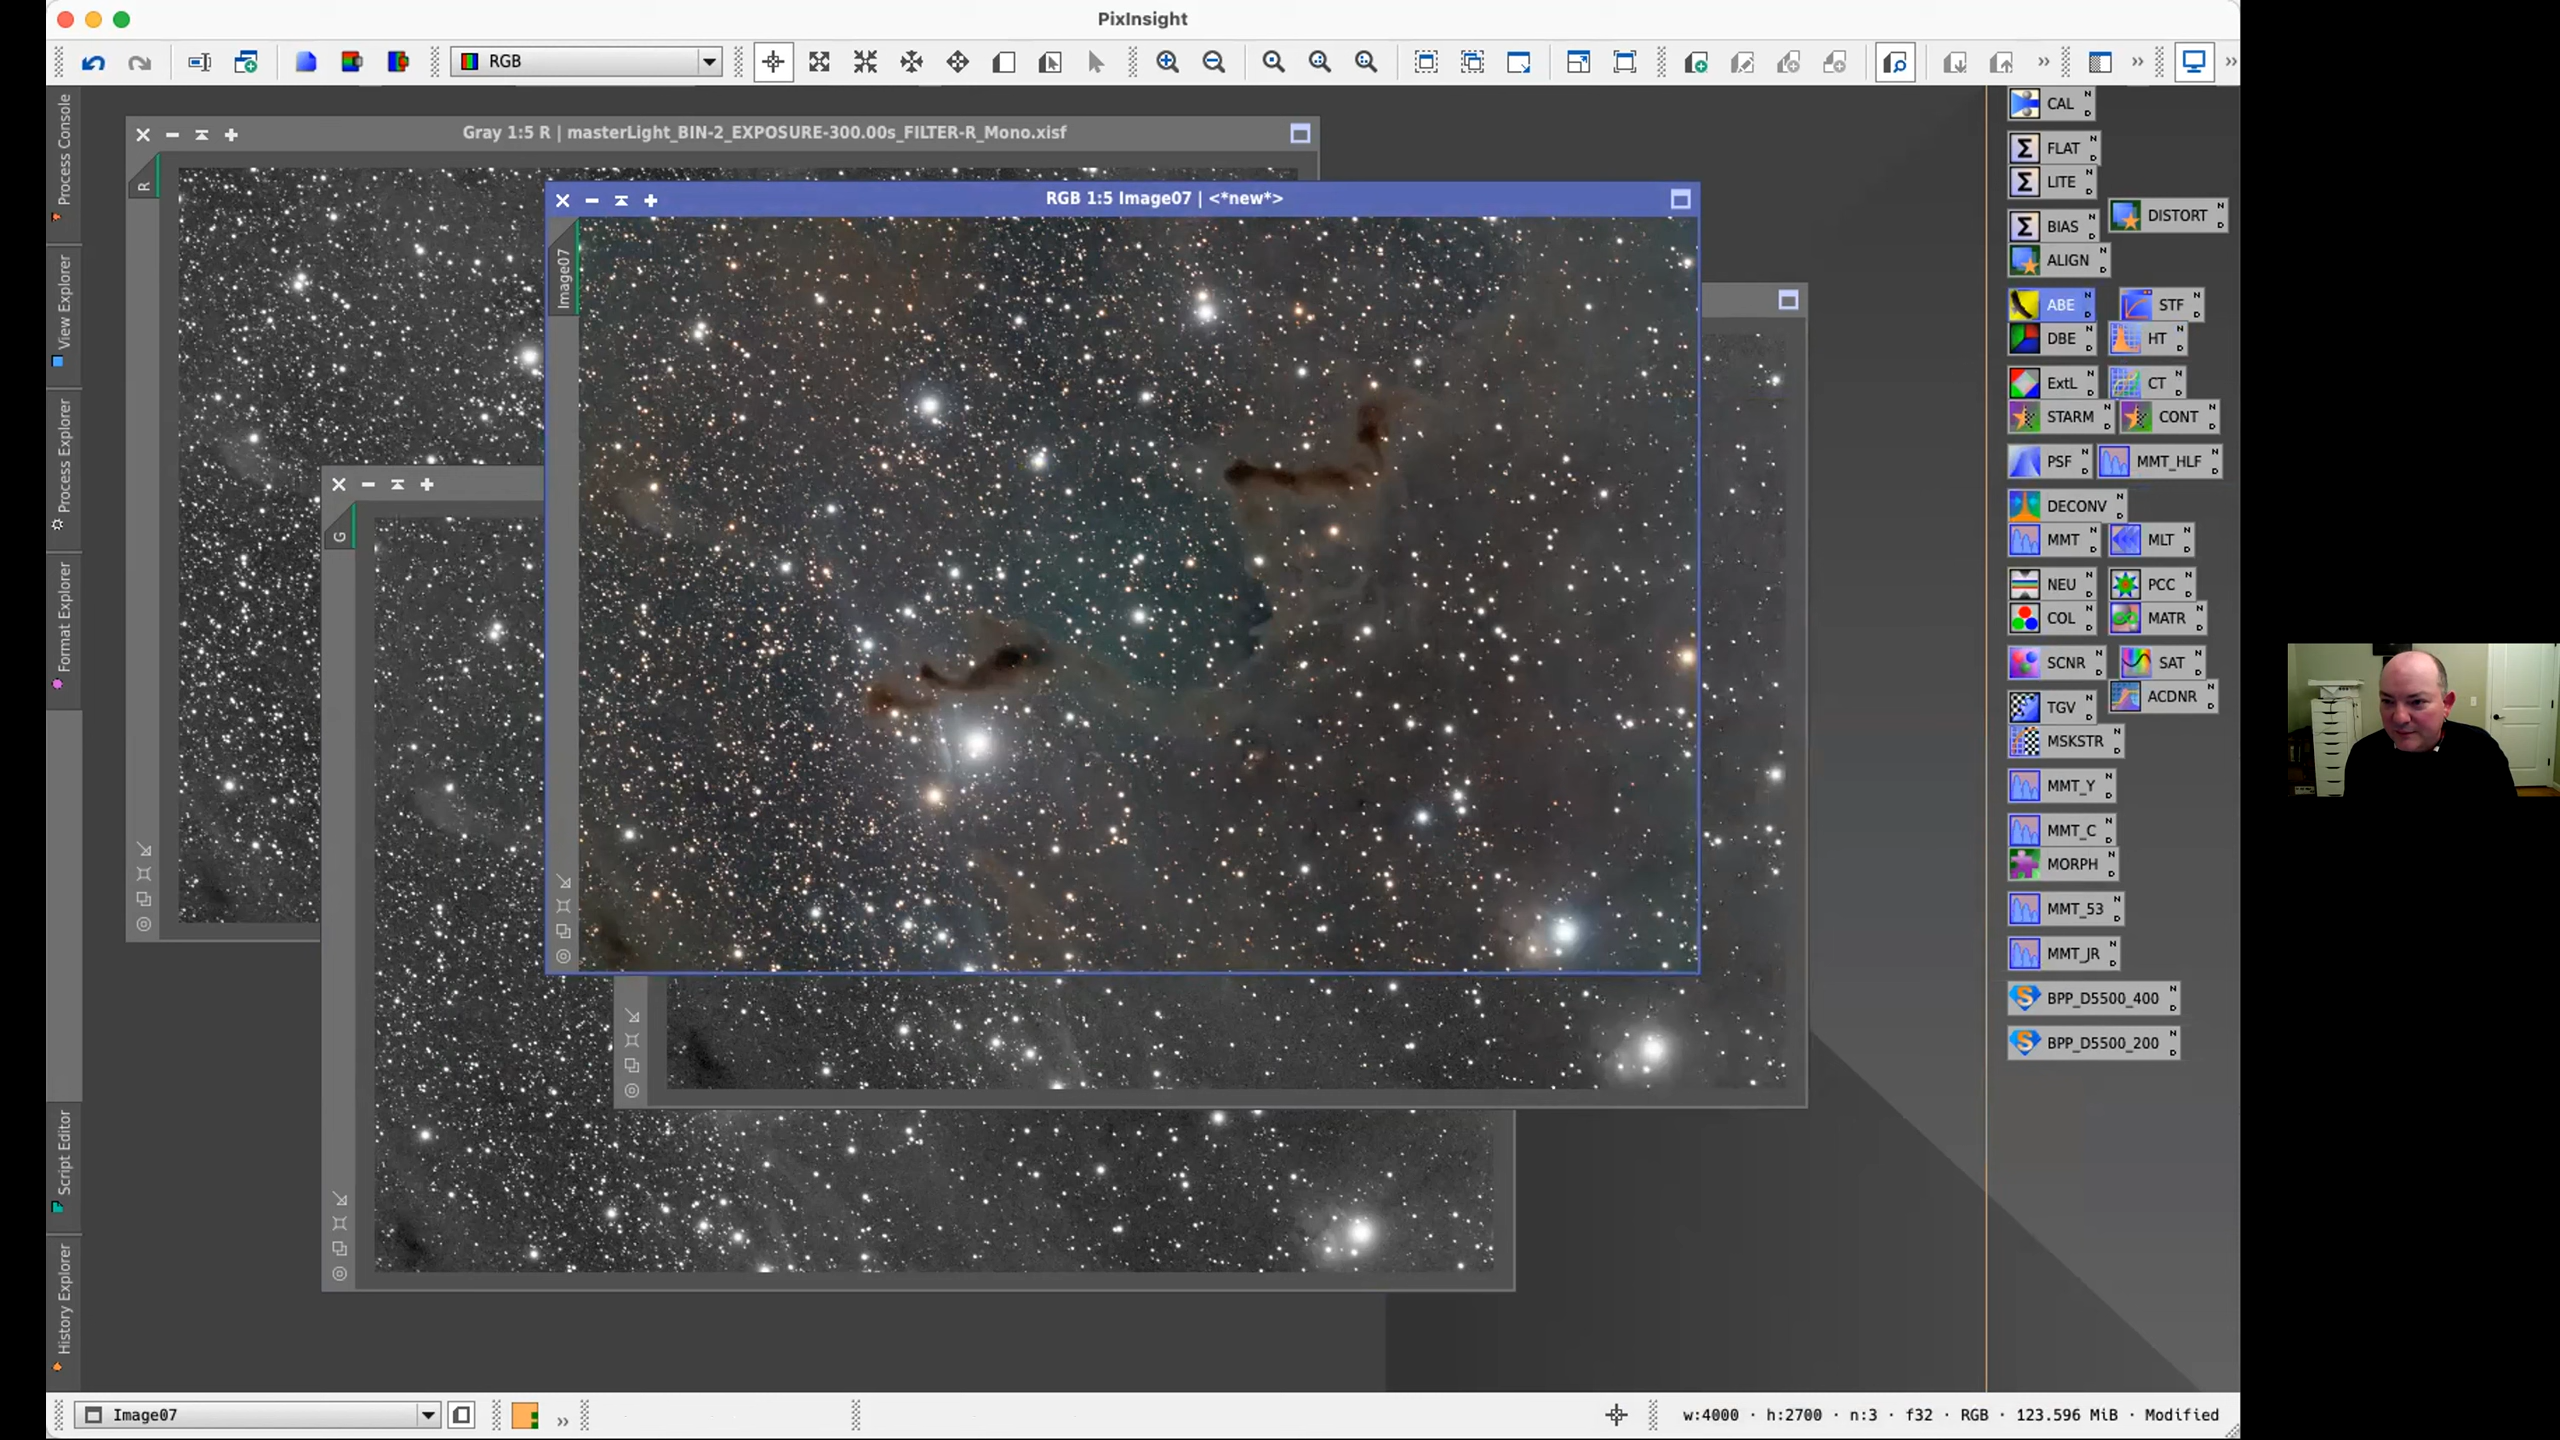 PixInsight
RGB
Process Console
View Explorer
Process Explorer
Format Explorer
Script Editor
History Explorer
Gray 1:5 R | masterLight_BIN-2_EXPOSURE-300.00s_FILTER-R_Mono.xisf
R
G
RGB 1:5 Image07 | <*new*>
Image07
CAL N D
FLAT N D
LITE N D
DISTORT N D
BIAS N D
ALIGN N D
ABE N D
STF N D
DBE N D
HT N D
ExtL N D
CT N D
STARM N D
CONT N D
PSF N D
MMT_HLF N D
DECONV N D
MMT N D
MLT N D
NEU N D
PCC N D
COL N D
MATR N D
SCNR N D
SAT N D
ACDNR N D
TGV N D
MSKSTR N D
MMT_Y N D
MMT_C N D
MORPH N D
MMT_53 N D
MMT_JR N D
BPP_D5500_400 N D
BPP_D5500_200 N D
Image07
w:4000 · h:2700 · n:3 · f32 · RGB · 123.596 MiB · Modified